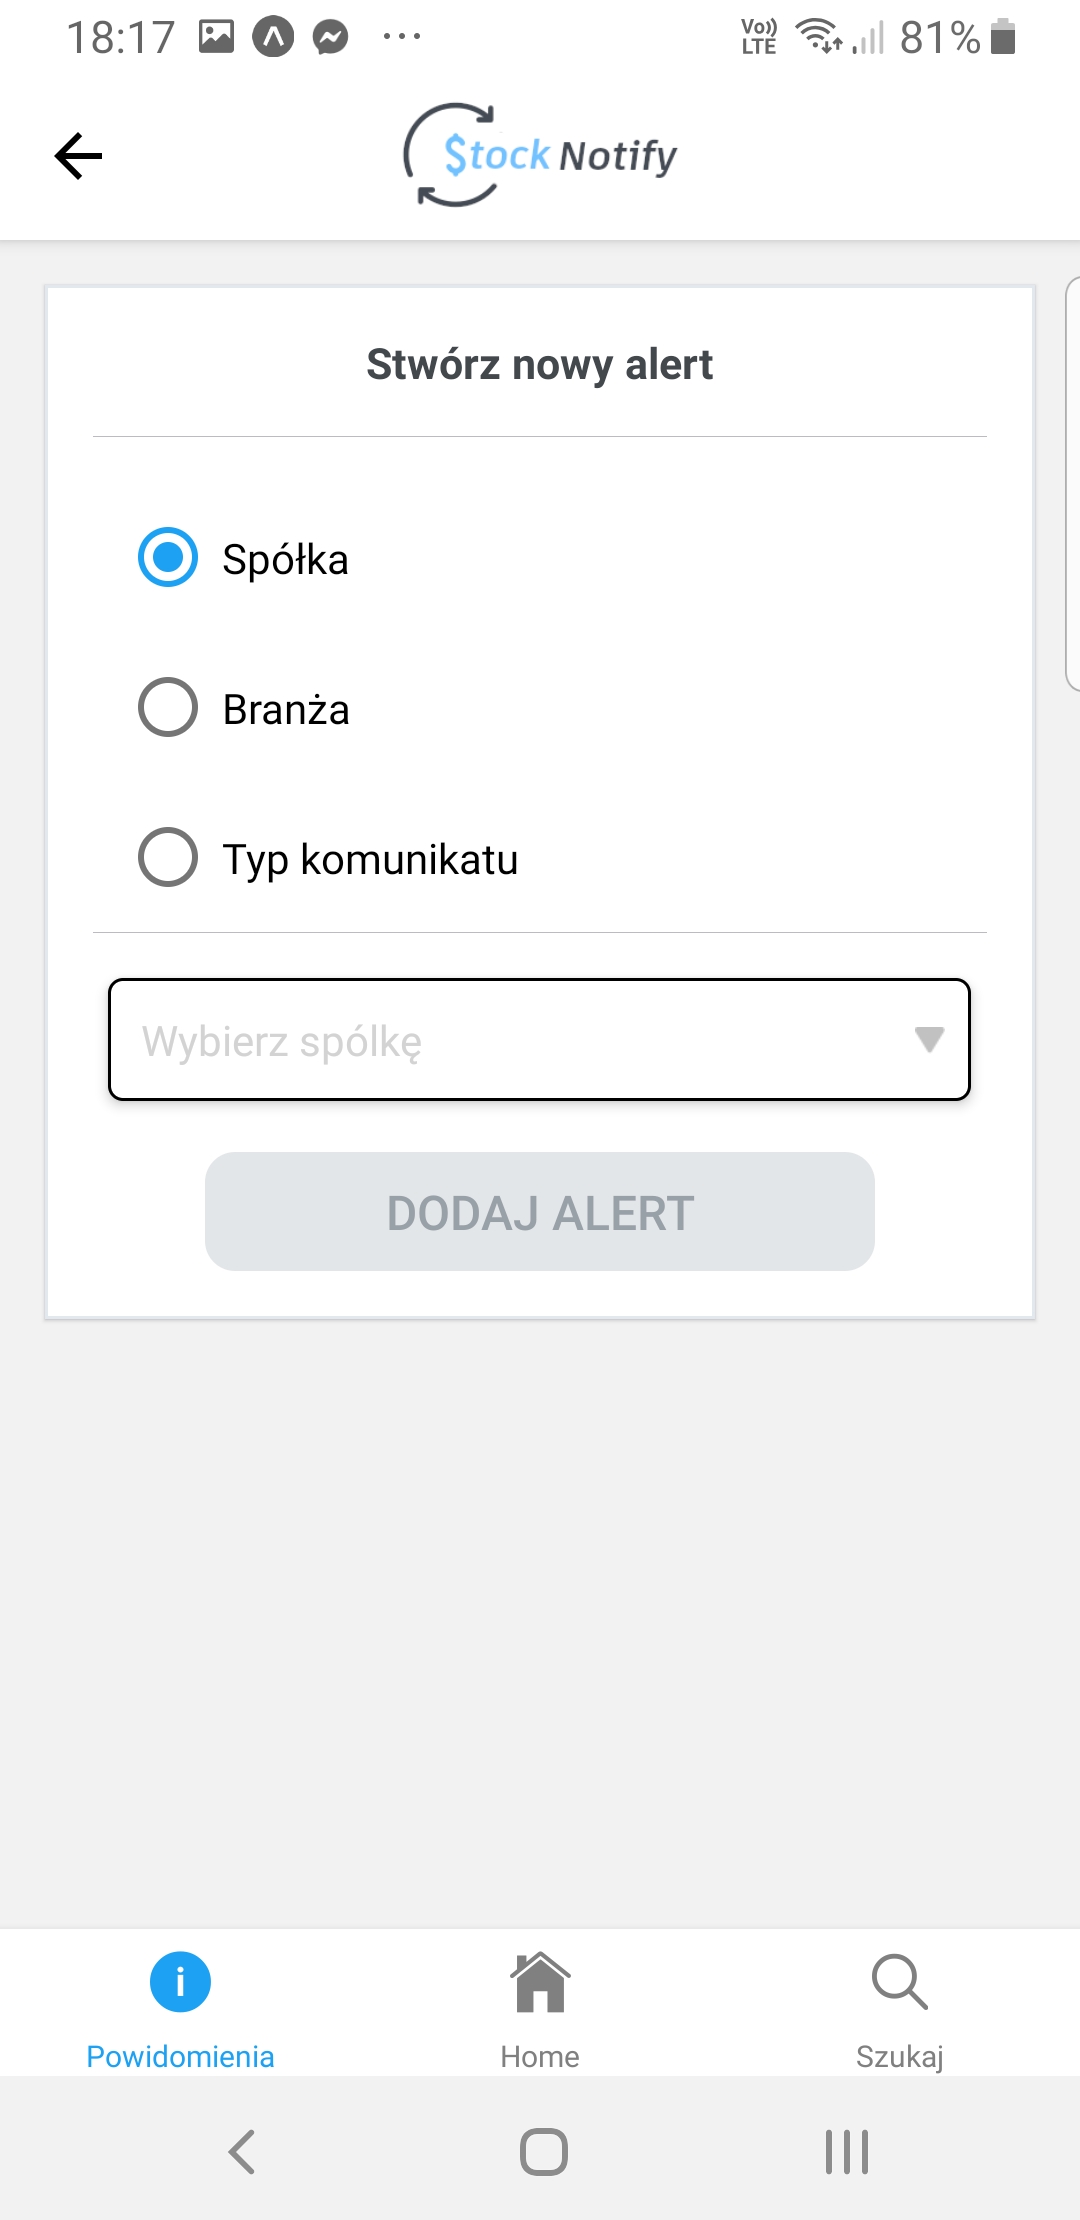 18:17 ... Vo)) LTE 81%
$tock Notify
Stwórz nowy alert
Spółka
Branża
Typ komunikatu
Wybierz spólkę
DODAJ ALERT
Powidomienia Home Szukaj